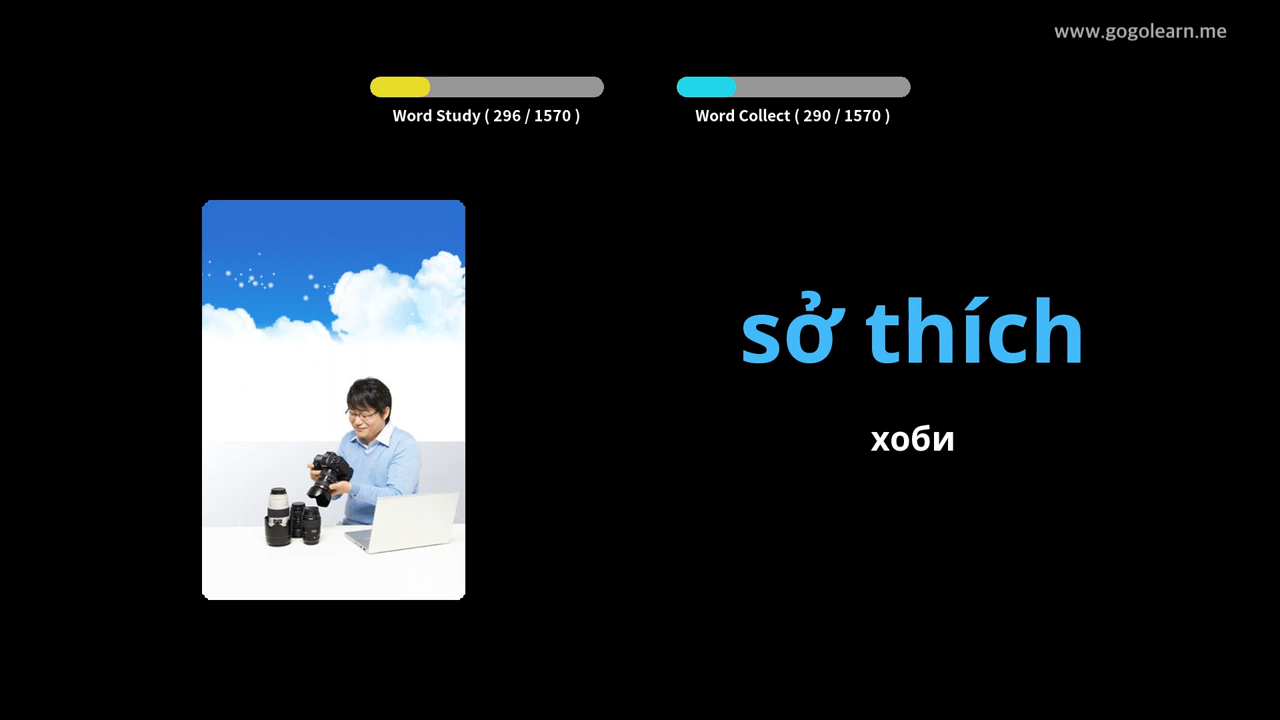 www.gogolearn.me
Word Study ( 296 / 1570 )
Word Collect ( 290 / 1570 )
sở thích
хоби